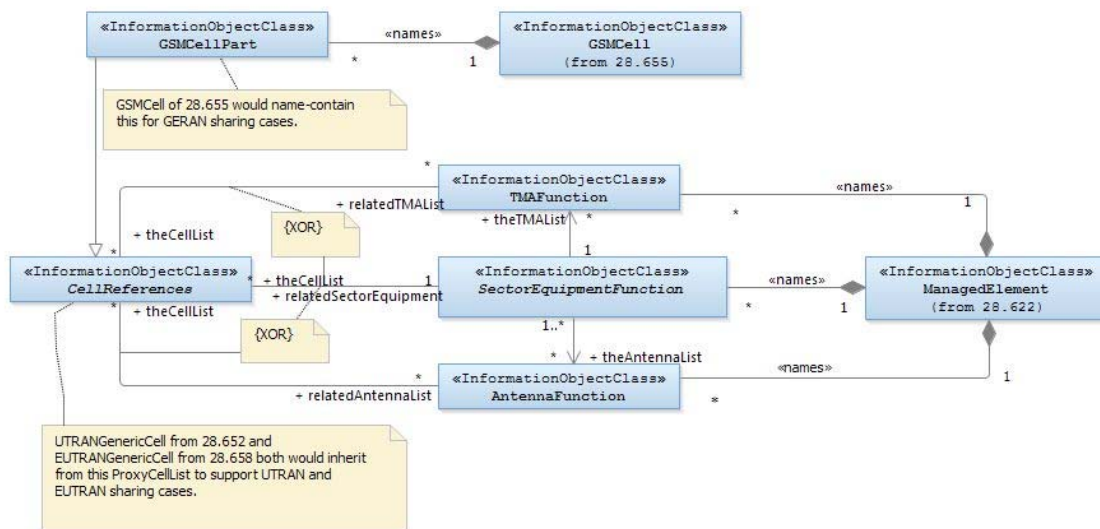 «InformationObjectClass»
GSMCellPart
«names»
*
1
«InformationObjectClass»
GSMCell
(from 28.655)
GSMCell of 28.655 would name-contain
this for GERAN sharing cases.
*
«InformationObjectClass»
TMAFunction
«names»
*
1
+ relatedTMAList
+ theTMAList
*
{XOR}
+ theCellList
*
1
«InformationObjectClass»
CellReferences
*
+ theCellList
1
+ relatedSectorEquipment
«InformationObjectClass»
SectorEquipmentFunction
«names»
*
1
«InformationObjectClass»
ManagedElement
(from 28.622)
*
+ theCellList
{XOR}
1..*
*
+ theAntennaList
*
+ relatedAntennaList
«InformationObjectClass»
AntennaFunction
«names»
*
1
UTRANGenericCell from 28.652 and
EUTRANGenericCell from 28.658 both would inherit
from this ProxyCellList to support UTRAN and
EUTRAN sharing cases.